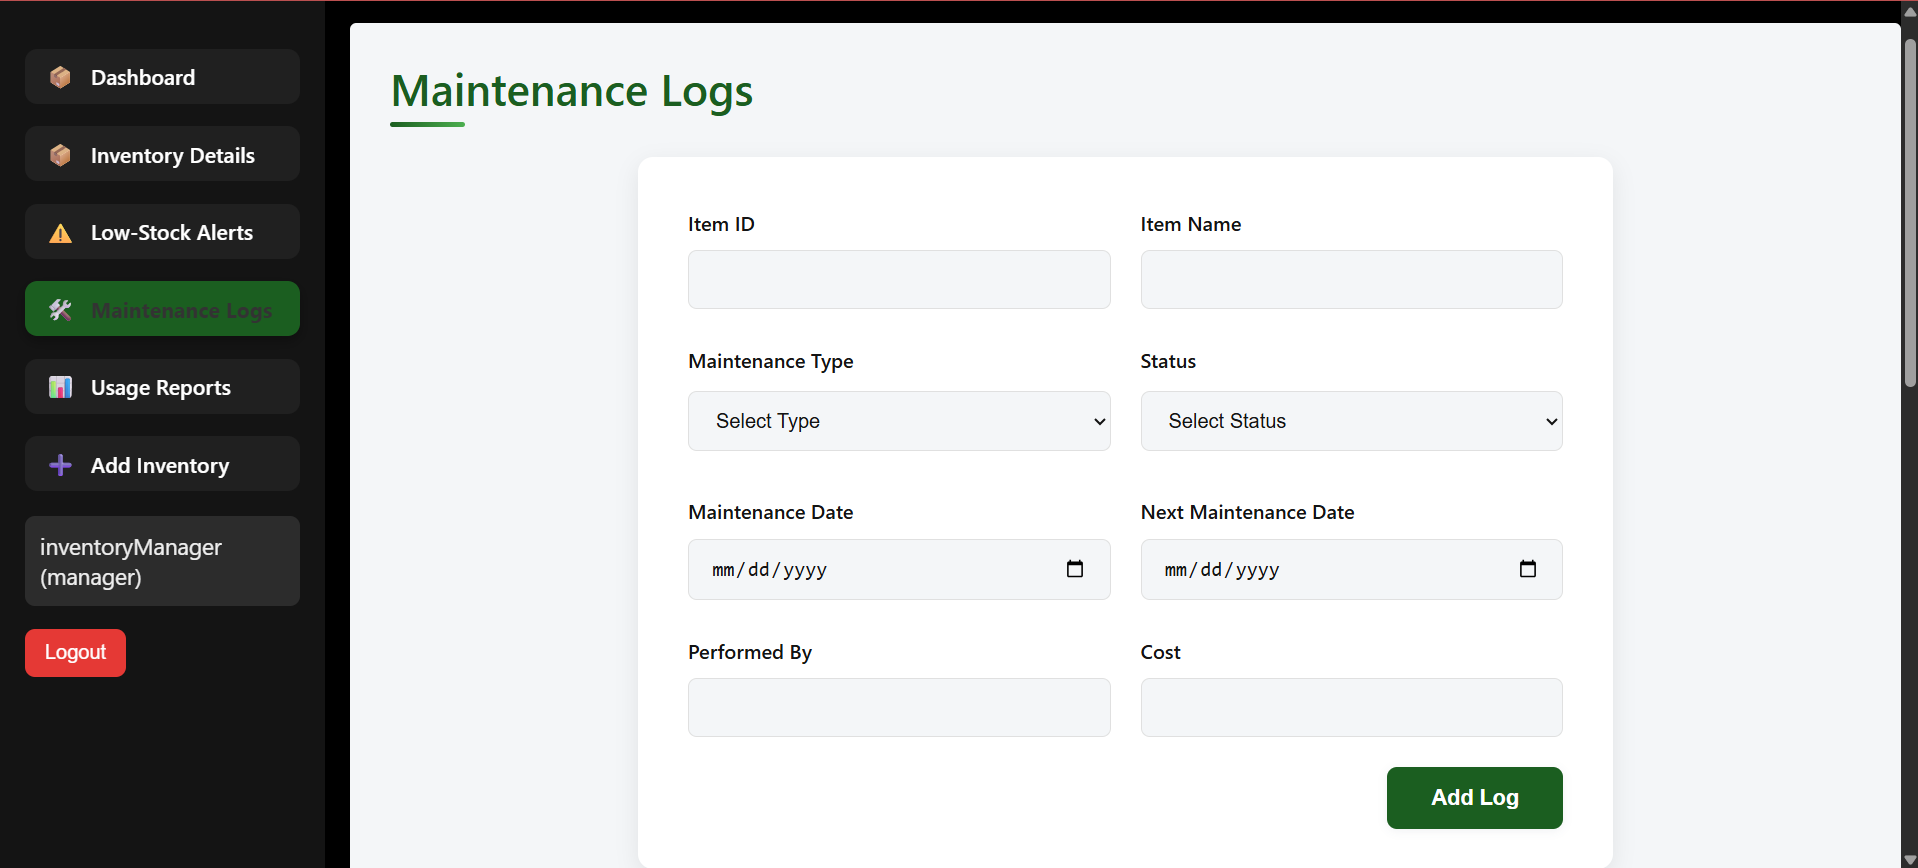 Dashboard
Inventory Details
Low-Stock Alerts
Maintenance Logs
Usage Reports
Add Inventory
inventoryManager
(manager)
Logout
Maintenance Logs
Item ID
Item Name
Maintenance Type
Status
Select Type
Select Status
Maintenance Date
Next Maintenance Date
mm/dd/yyyy
mm/dd/yyyy
Performed By
Cost
Add Log